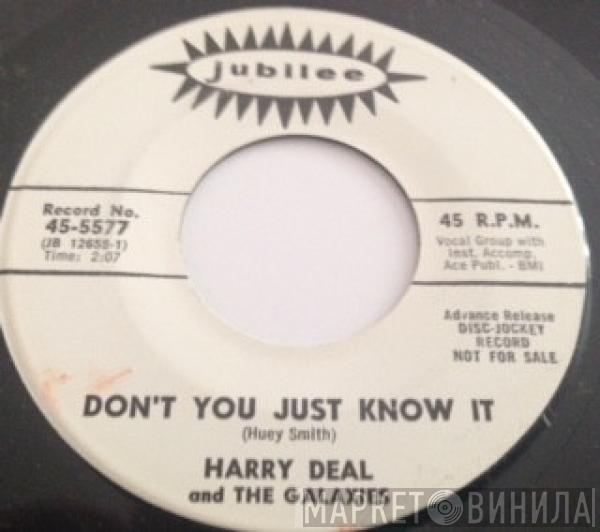 jubilee
Record No.
45-5577
(JB 12655-1)
Time: 2:07
45 R.P.M.
Vocal Group with
Inst. Accomp.
Ace Publ. - BMI
Advance Release
DISC-JOCKEY
RECORD
NOT FOR SALE
DON'T YOU JUST KNOW IT
(Huey Smith)
HARRY DEAL
and THE GALAXIES
МАРКЕТ ВИНИЛА